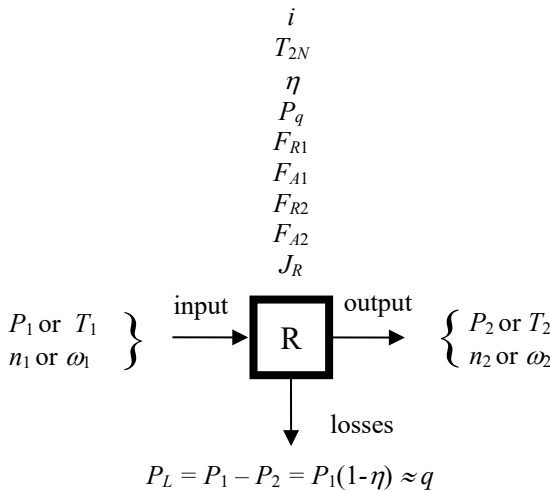 i
T2N
η
Pq
FR1
FA1
FR2
FA2
JR
input
output
P1 or T1
n1 or ω1
R
P2 or T2
n2 or ω2
losses
PL = P1 – P2 = P1(1-η) ≈ q